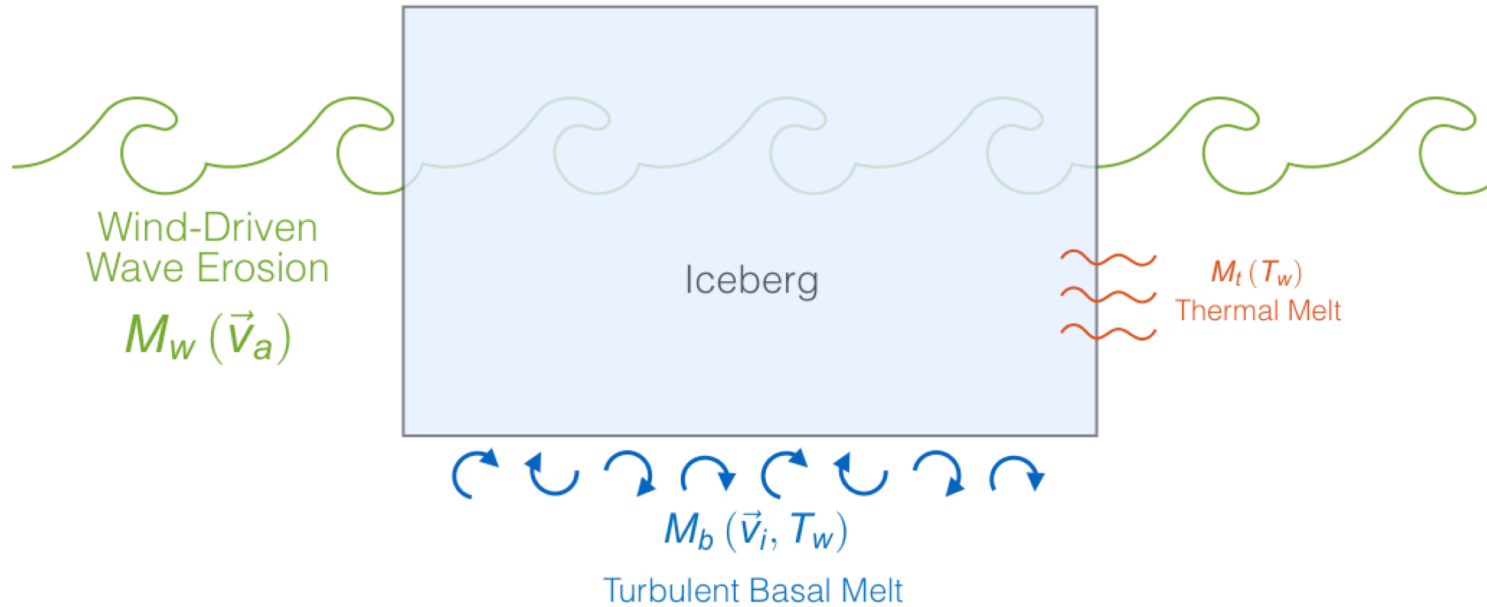 Wind-Driven
Wave Erosion
M_w (v⃗_a)
Iceberg
M_t (T_w)
Thermal Melt
M_b (v⃗_i, T_w)
Turbulent Basal Melt